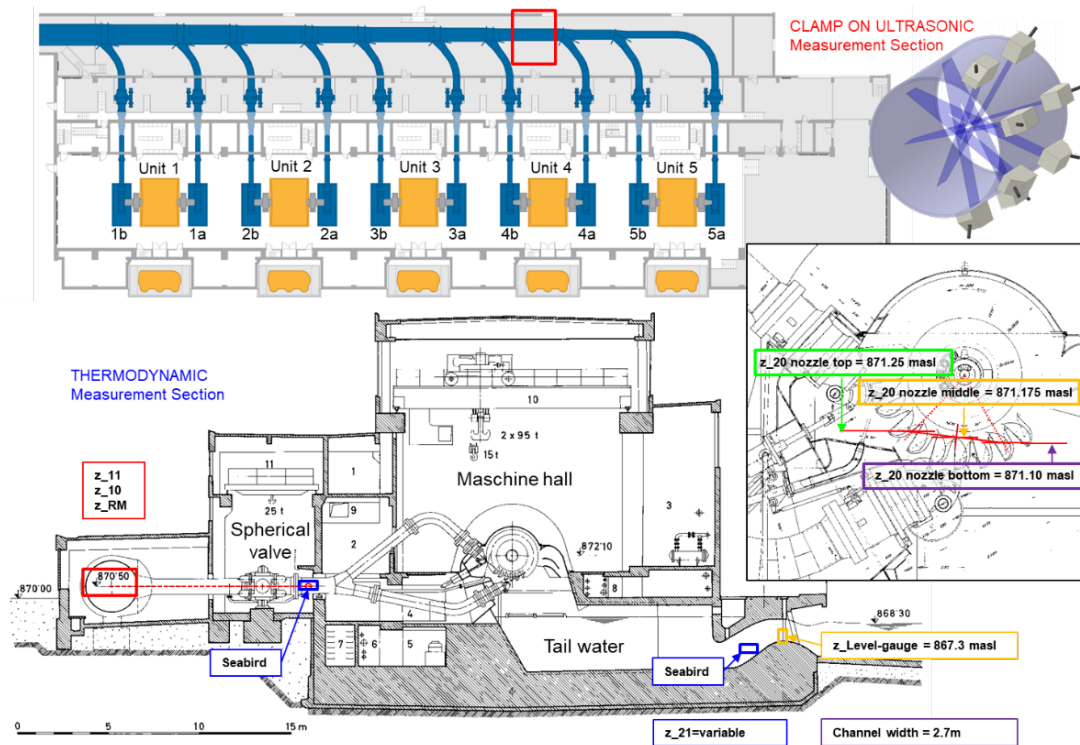 CLAMP ON ULTRASONIC
Measurement Section
Unit 1
Unit 2
Unit 3
Unit 4
Unit 5
1b
1a
2b
2a
3b
3a
4b
4a
5b
5a
z_20 nozzle top = 871.25 masl
z_20 nozzle middle = 871.175 masl
z_20 nozzle bottom = 871.10 masl
THERMODYNAMIC
Measurement Section
10
2 x 95 t
15 t
z_11
z_10
z_RM
11
25 t
1
Maschine hall
9
3
Spherical
valve
2
872'10
870'50
870'00
8
868'30
4
Tail water
z_Level-gauge = 867.3 masl
Seabird
7
6
5
Seabird
0
5
10
15 m
z_21=variable
Channel width = 2.7m